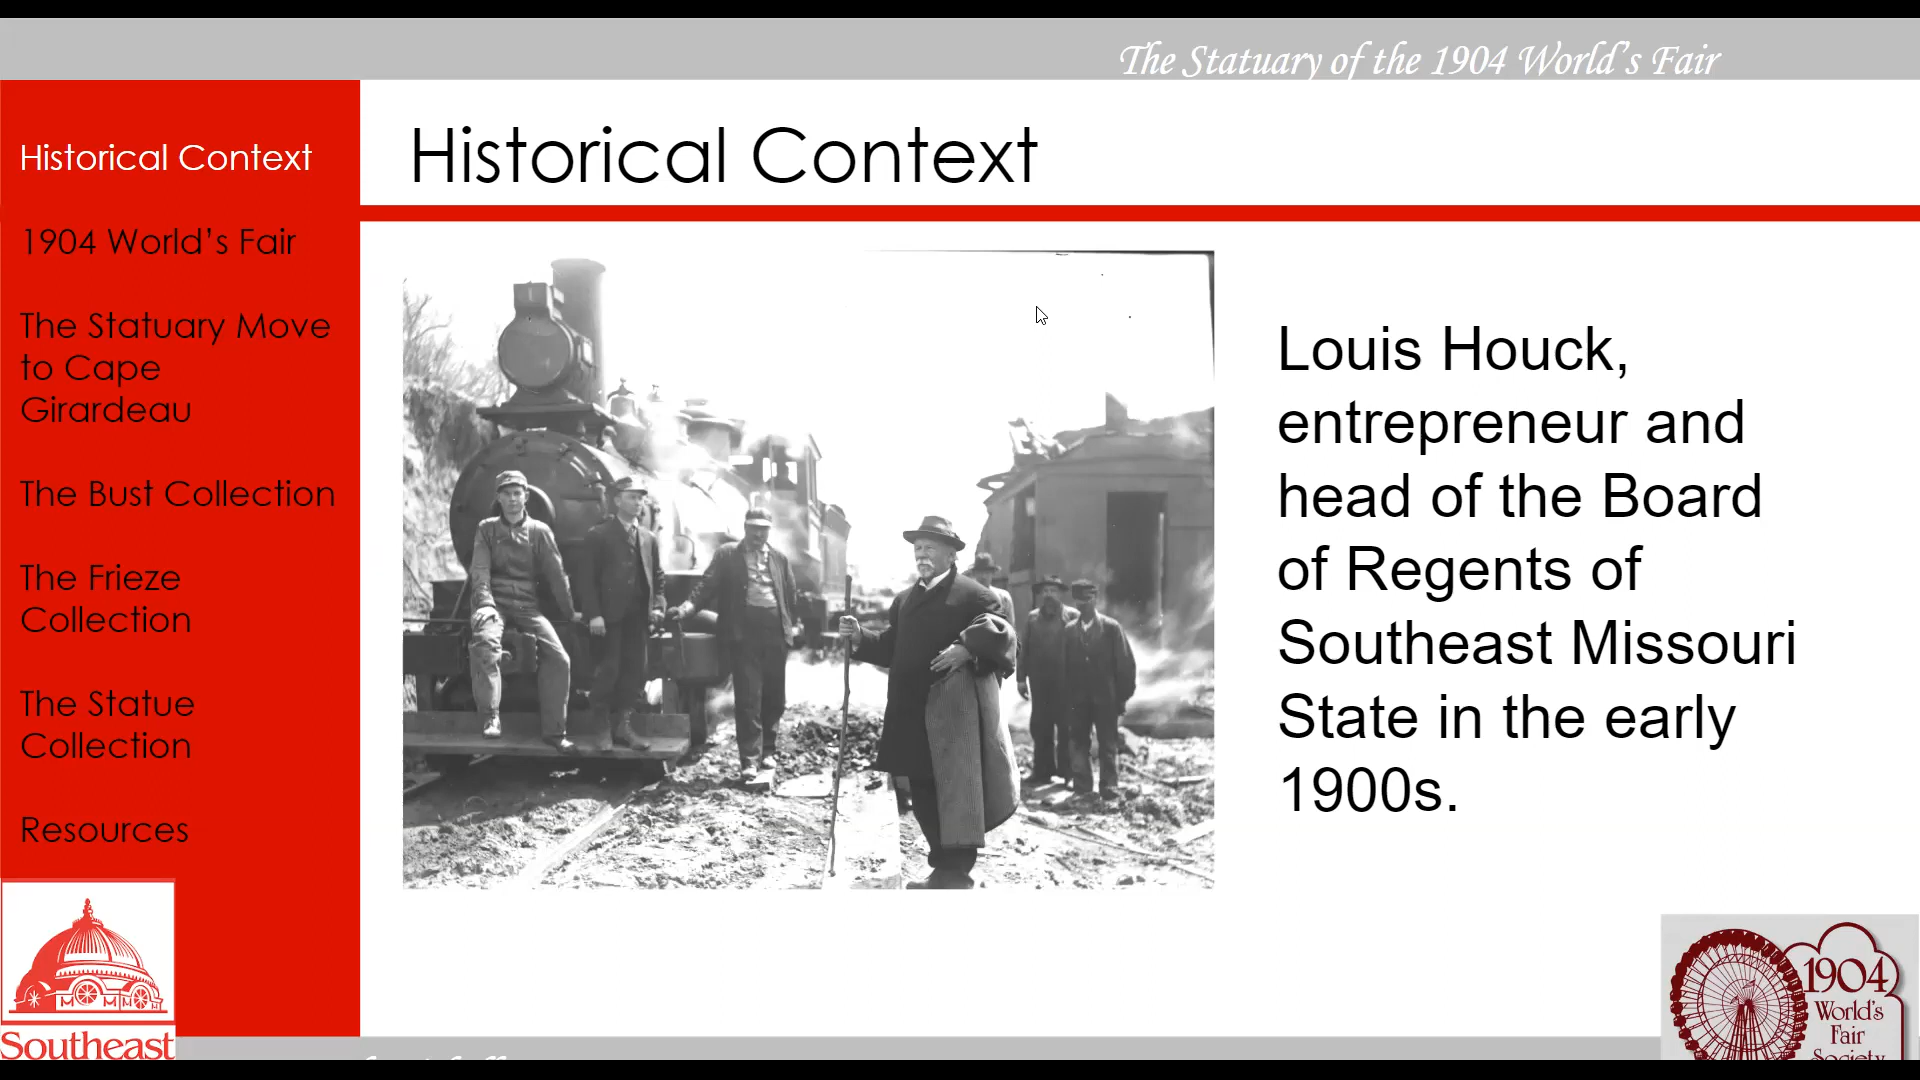 The Statuary of the 1904 World's Fair
Historical Context
1904 World's Fair
The Statuary Move
to Cape
Girardeau
The Bust Collection
The Frieze
Collection
The Statue
Collection
Resources
Southeast
Historical Context
Louis Houck,
entrepreneur and
head of the Board
of Regents of
Southeast Missouri
State in the early
1900s.
1904
World's
Fair
Society